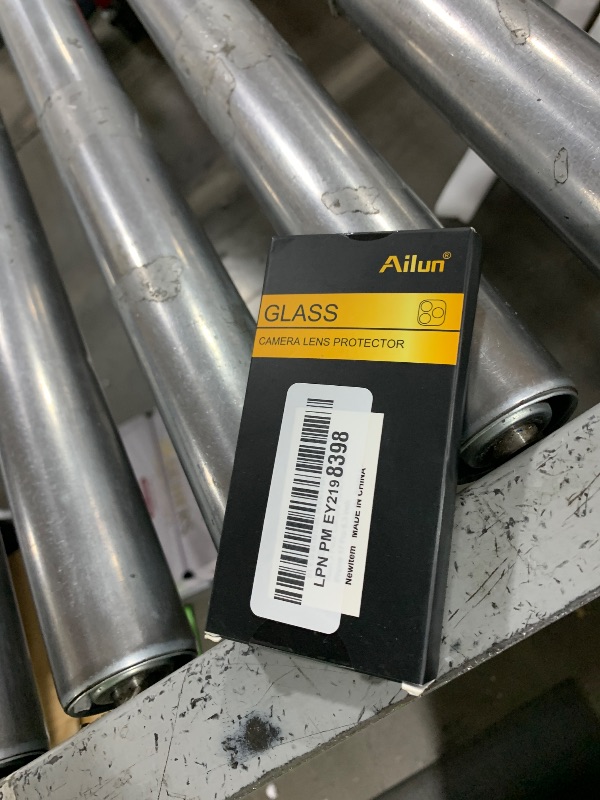 Ailun®
GLASS
CAMERA LENS PROTECTOR
LPN PM EY2198398
Newitem MADE IN CHINA